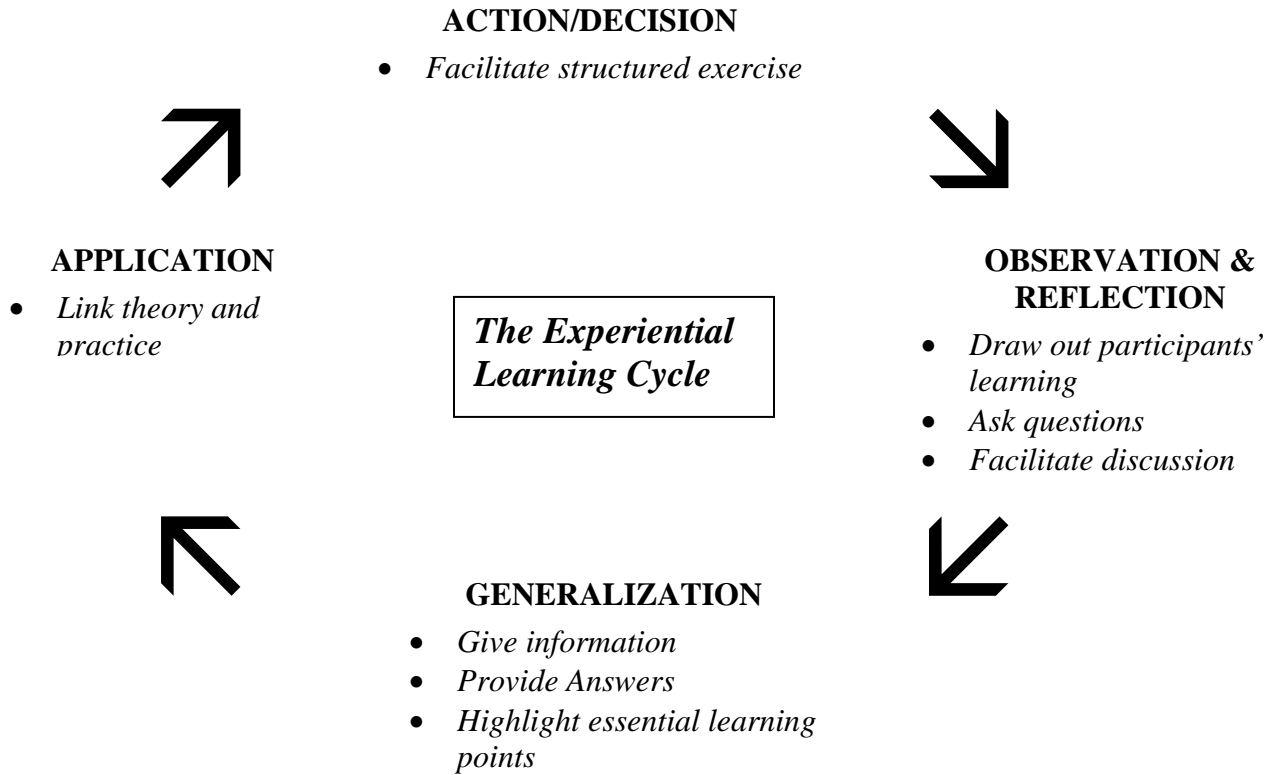 ACTION/DECISION
• Facilitate structured exercise
APPLICATION
• Link theory and
practice
The Experiential
Learning Cycle
OBSERVATION &
REFLECTION
• Draw out participants’
learning
• Ask questions
• Facilitate discussion
GENERALIZATION
• Give information
• Provide Answers
• Highlight essential learning
points